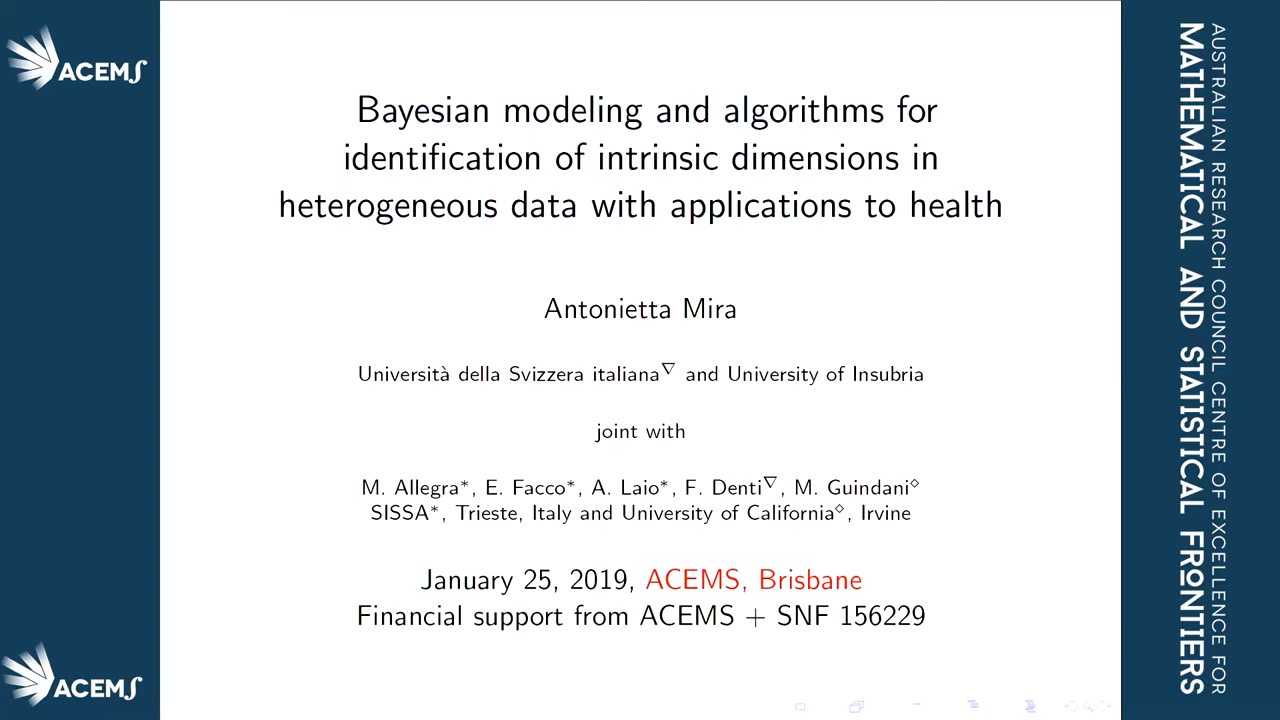 ACEMS
Bayesian modeling and algorithms for
identification of intrinsic dimensions in
heterogeneous data with applications to health
Antonietta Mira
Università della Svizzera italiana∇ and University of Insubria
joint with
M. Allegra*, E. Facco*, A. Laio*, F. Denti∇, M. Guindani⋄
SISSA*, Trieste, Italy and University of California⋄, Irvine
January 25, 2019, ACEMS, Brisbane
Financial support from ACEMS + SNF 156229
ACEMS
AUSTRALIAN RESEARCH COUNCIL CENTRE OF EXCELLENCE FOR
MATHEMATICAL AND STATISTICAL FRONTIERS